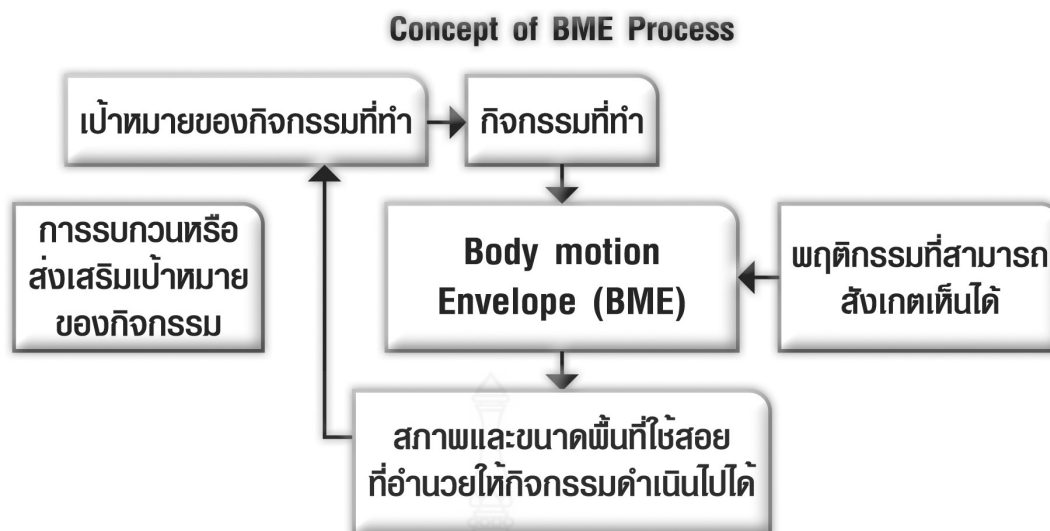 Concept of BME Process
เป้าหมายของกิจกรรมที่ทำ
กิจกรรมที่ทำ
การรบกวนหรือ
ส่งเสริมเป้าหมาย
ของกิจกรรม
Body motion
Envelope (BME)
พฤติกรรมที่สามารถ
สังเกตเห็นได้
สภาพและขนาดพื้นที่ใช้สอย
ที่อำนวยให้กิจกรรมดำเนินไปได้